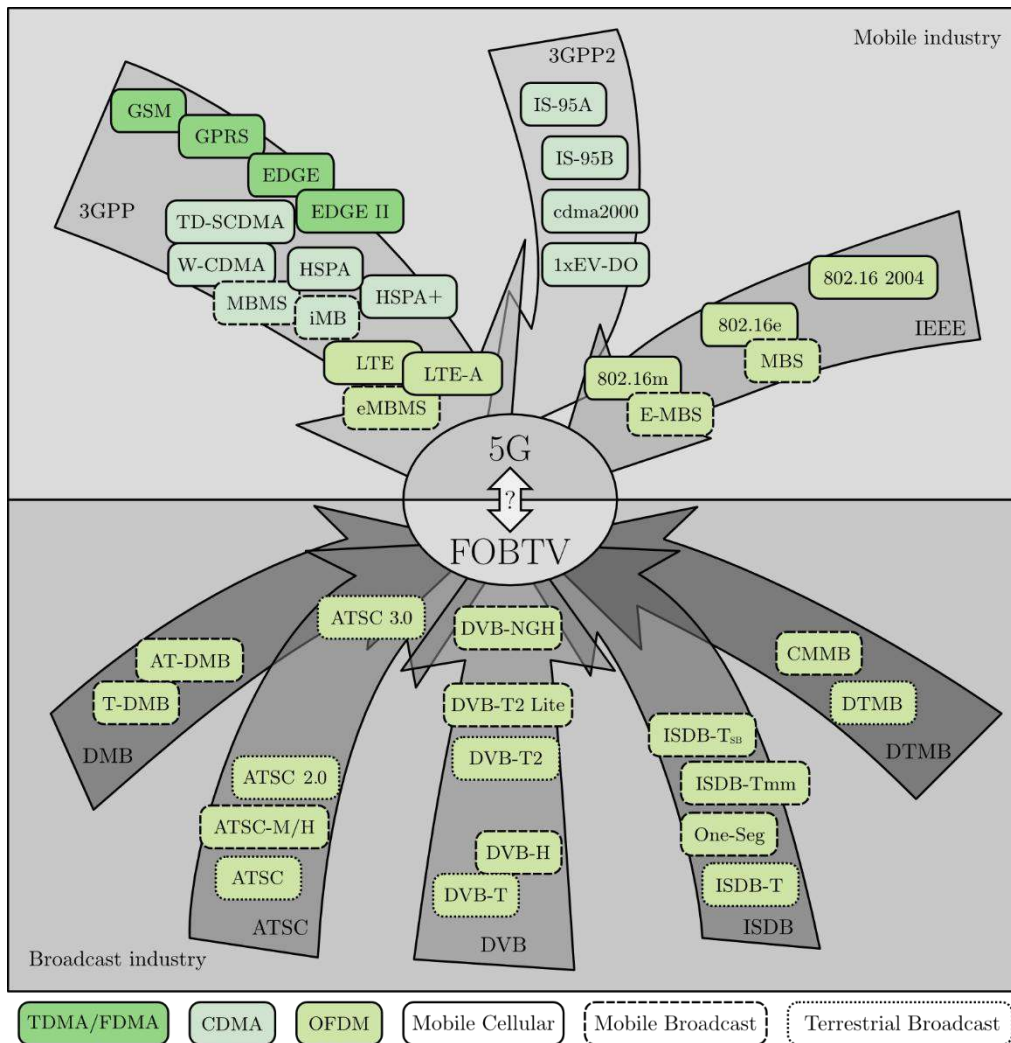 Mobile industry
3GPP
GSM
GPRS
EDGE
EDGE II
TD-SCDMA
W-CDMA
HSPA
HSPA+
MBMS
iMB
LTE
LTE-A
eMBMS
3GPP2
IS-95A
IS-95B
cdma2000
1xEV-DO
802.16 2004
IEEE
802.16e
MBS
802.16m
E-MBS
5G
?
FOBTV
AT-DMB
T-DMB
DMB
ATSC 3.0
ATSC 2.0
ATSC-M/H
ATSC
ATSC
DVB-NGH
DVB-T2 Lite
DVB-T2
DVB-H
DVB-T
DVB
ISDB-TSB
ISDB-Tmm
One-Seg
ISDB-T
ISDB
CMMB
DTMB
DTMB
Broadcast industry
TDMA/FDMA CDMA OFDM Mobile Cellular Mobile Broadcast Terrestrial Broadcast